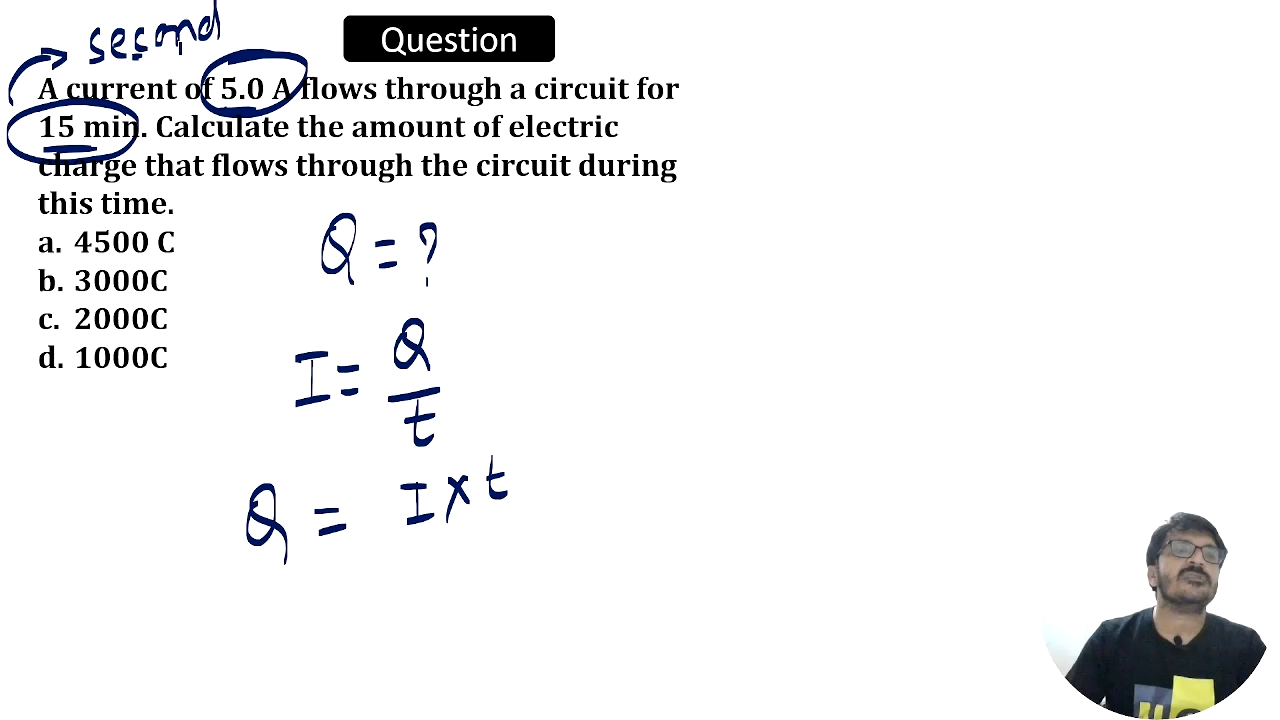 second
Question
A current of 5.0 A flows through a circuit for
15 min. Calculate the amount of electric
charge that flows through the circuit during
this time.
a. 4500 C
b. 3000C
c. 2000C
d. 1000C
Q = ?
I = Q
t
Q = I x t